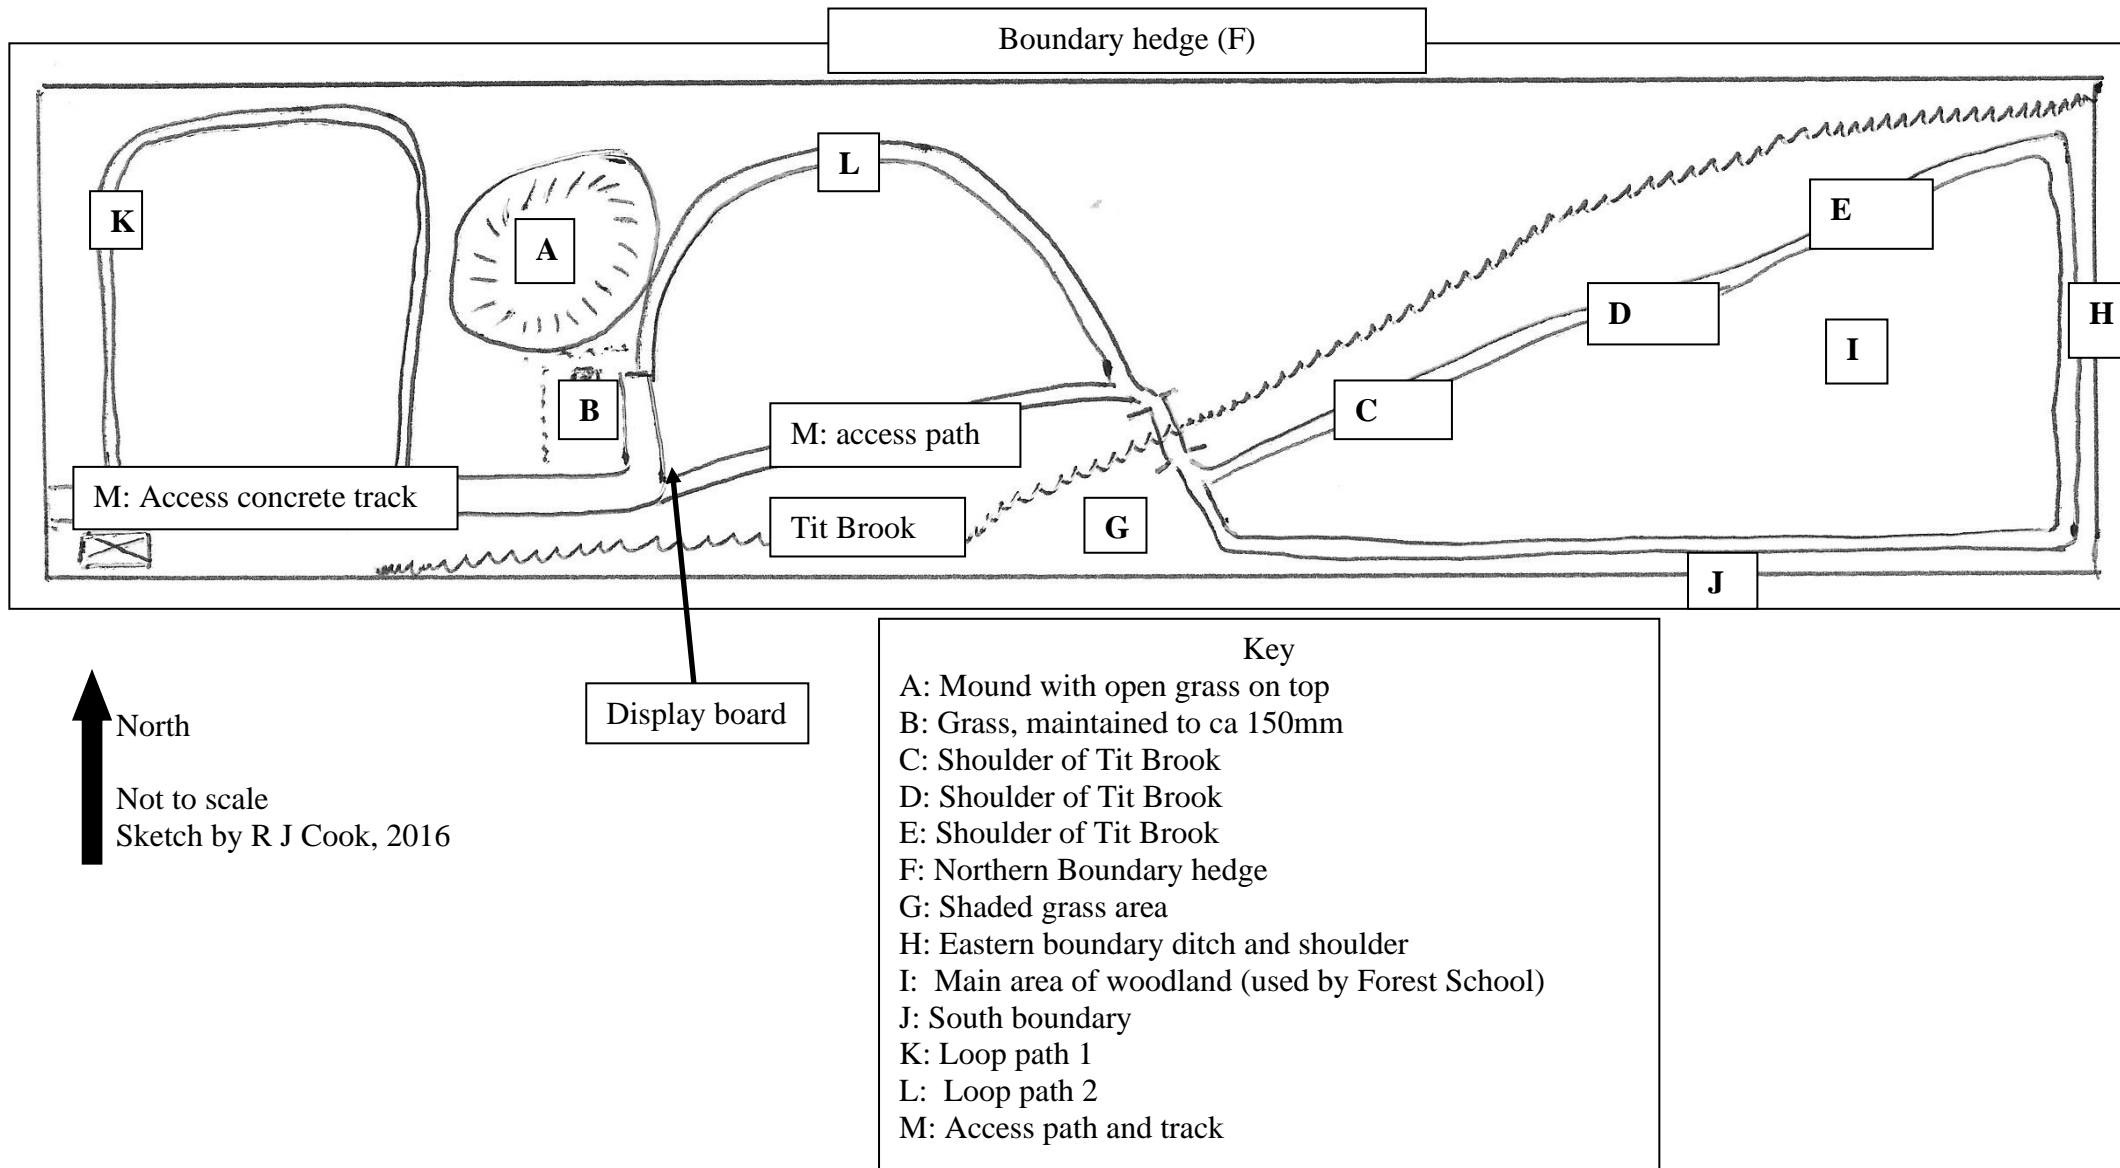 Boundary hedge (F)
L
K
A
E
D
H
I
B
C
M: access path
M: Access concrete track
Tit Brook
G
J
Display board
North
Not to scale
Sketch by R J Cook, 2016
Key
A: Mound with open grass on top
B: Grass, maintained to ca 150mm
C: Shoulder of Tit Brook
D: Shoulder of Tit Brook
E: Shoulder of Tit Brook
F: Northern Boundary hedge
G: Shaded grass area
H: Eastern boundary ditch and shoulder
I:  Main area of woodland (used by Forest School)
J: South boundary
K: Loop path 1
L:  Loop path 2
M: Access path and track